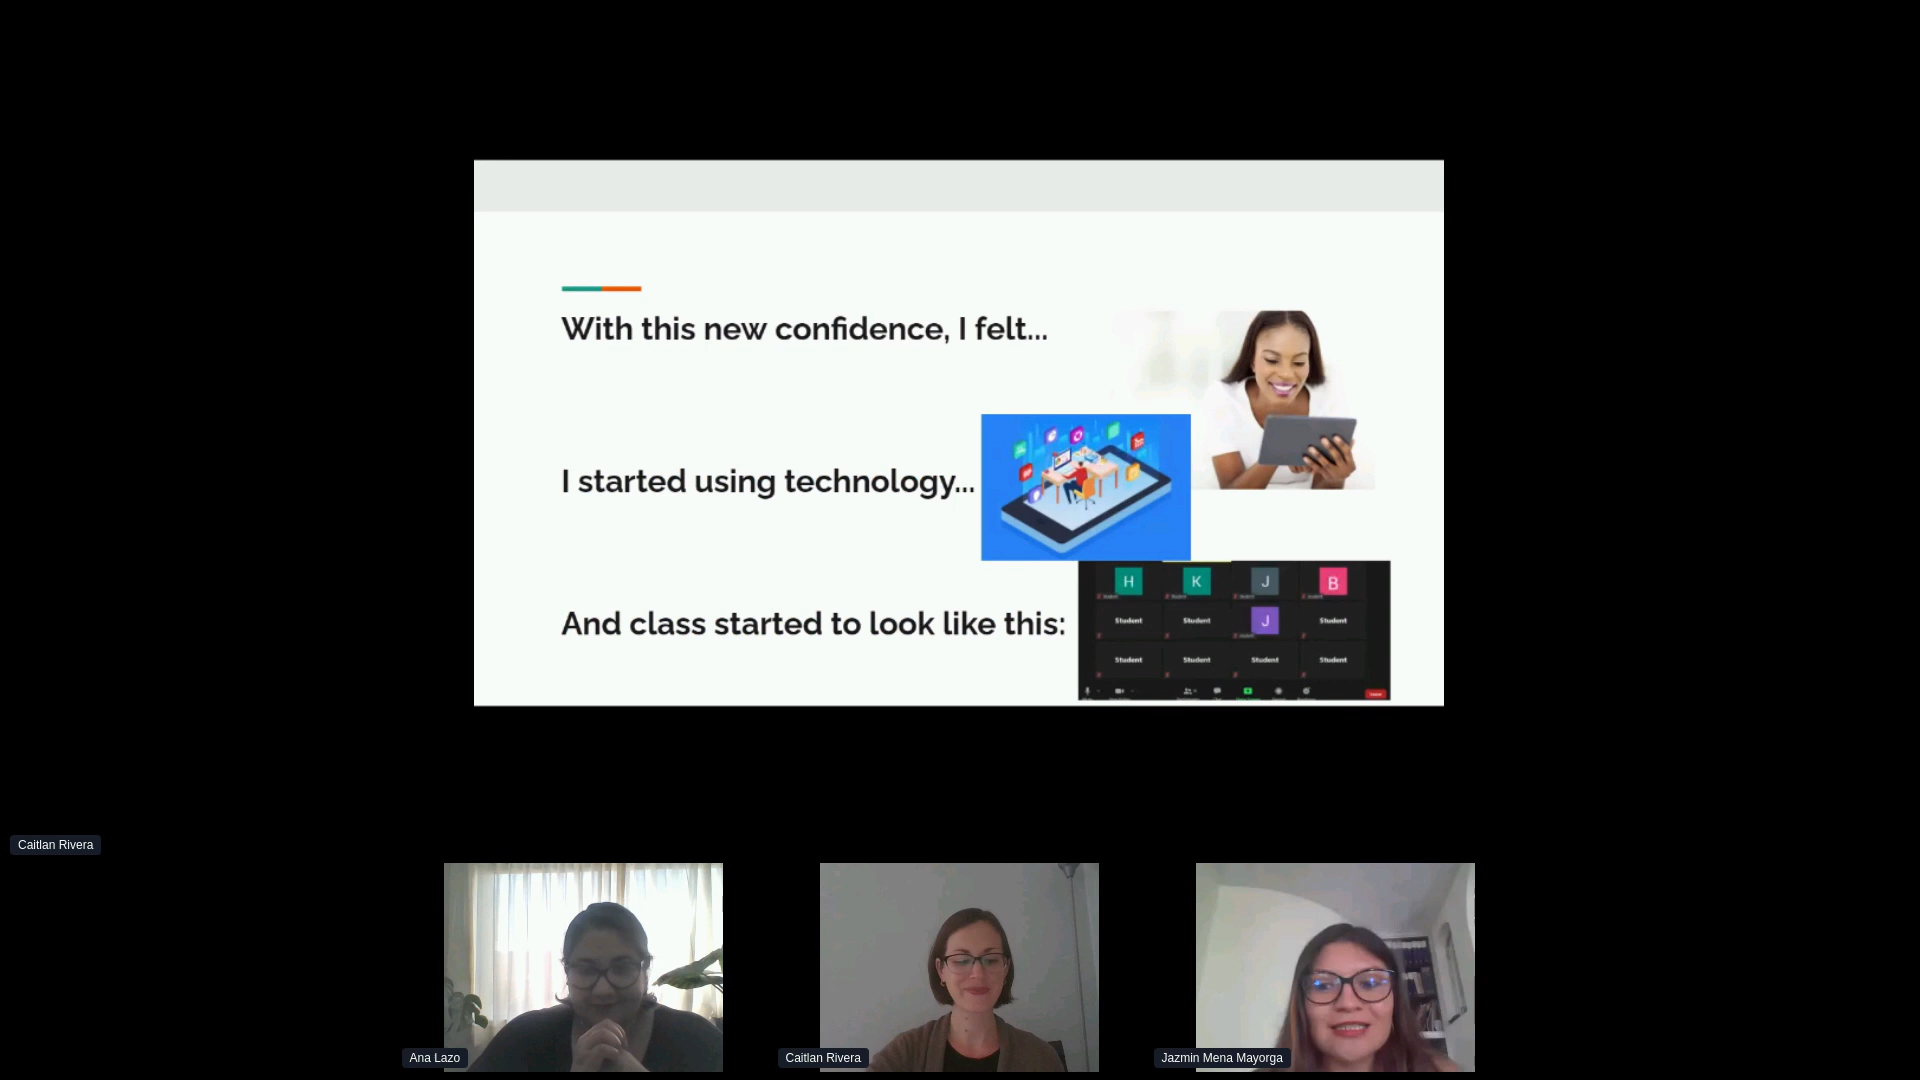 With this new confidence, I felt...
I started using technology...
And class started to look like this:
H K J B
Student Student J Student
Student Student Student Student
Caitlan Rivera
Ana Lazo
Caitlan Rivera
Jazmin Mena Mayorga